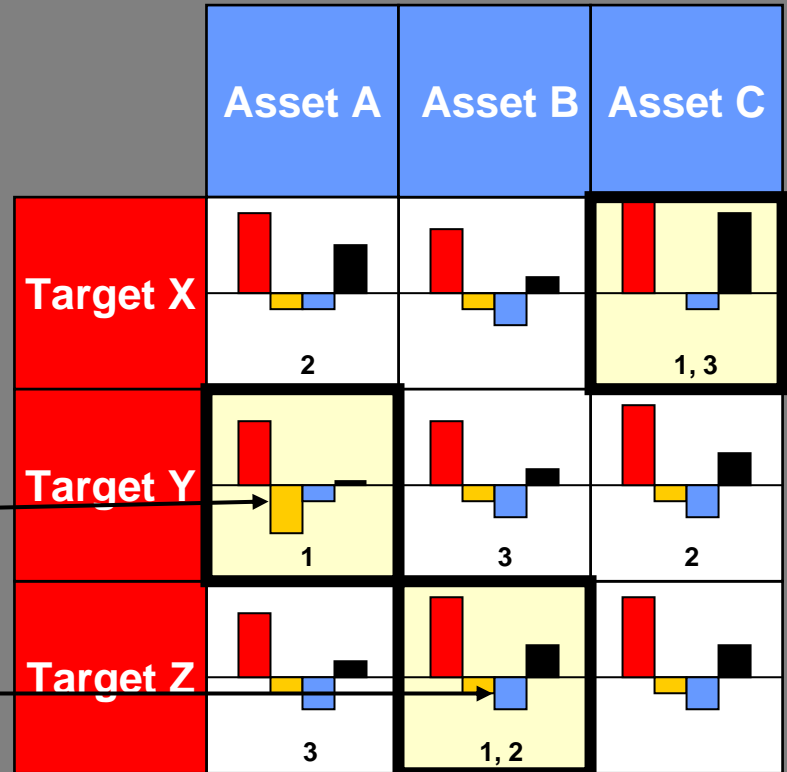 Asset A
Asset B
Asset C
Target X
2
1, 3
Target Y
1
3
2
Target Z
3
1, 2